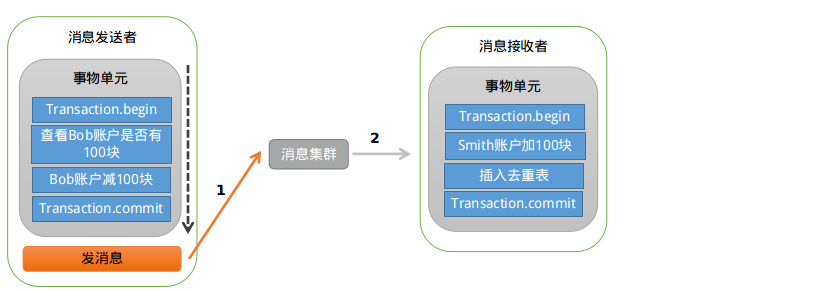 消息发送者
事物单元
Transaction.begin
查看Bob账户是否有
100块
Bob账户减100块
Transaction.commit
发消息
1
消息集群
2
消息接收者
事物单元
Transaction.begin
Smith账户加100块
插入去重表
Transaction.commit